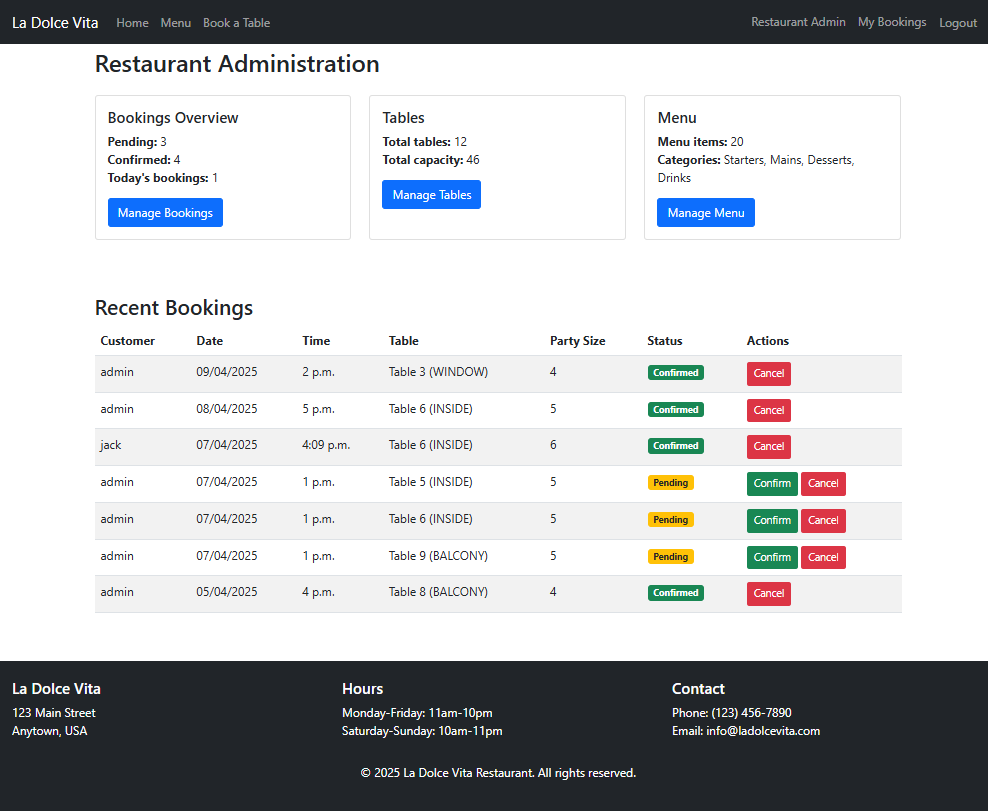 La Dolce Vita Home Menu Book a Table Restaurant Admin My Bookings Logout
Restaurant Administration
Bookings Overview
Pending: 3
Confirmed: 4
Today's bookings: 1
Manage Bookings
Tables
Total tables: 12
Total capacity: 46
Manage Tables
Menu
Menu items: 20
Categories: Starters, Mains, Desserts,
Drinks
Manage Menu
Recent Bookings
Customer Date Time Table Party Size Status Actions
admin 09/04/2025 2 p.m. Table 3 (WINDOW) 4 Confirmed Cancel
admin 08/04/2025 5 p.m. Table 6 (INSIDE) 5 Confirmed Cancel
jack 07/04/2025 4:09 p.m. Table 6 (INSIDE) 6 Confirmed Cancel
admin 07/04/2025 1 p.m. Table 5 (INSIDE) 5 Pending Confirm Cancel
admin 07/04/2025 1 p.m. Table 6 (INSIDE) 5 Pending Confirm Cancel
admin 07/04/2025 1 p.m. Table 9 (BALCONY) 5 Pending Confirm Cancel
admin 05/04/2025 4 p.m. Table 8 (BALCONY) 4 Confirmed Cancel
La Dolce Vita
123 Main Street
Anytown, USA
Hours
Monday-Friday: 11am-10pm
Saturday-Sunday: 10am-11pm
Contact
Phone: (123) 456-7890
Email: info@ladolcevita.com
© 2025 La Dolce Vita Restaurant. All rights reserved.